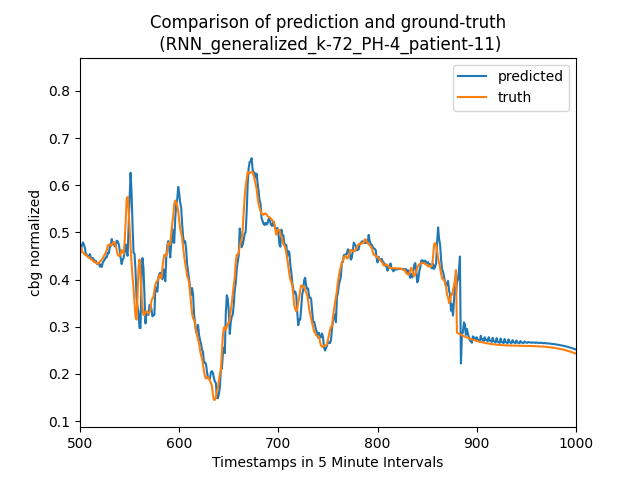 Comparison of prediction and ground-truth
(RNN_generalized_k-72_PH-4_patient-11)
predicted
truth
0.8
0.7
0.6
0.5
0.4
0.3
0.2
0.1
cbg normalized
500 600 700 800 900 1000
Timestamps in 5 Minute Intervals